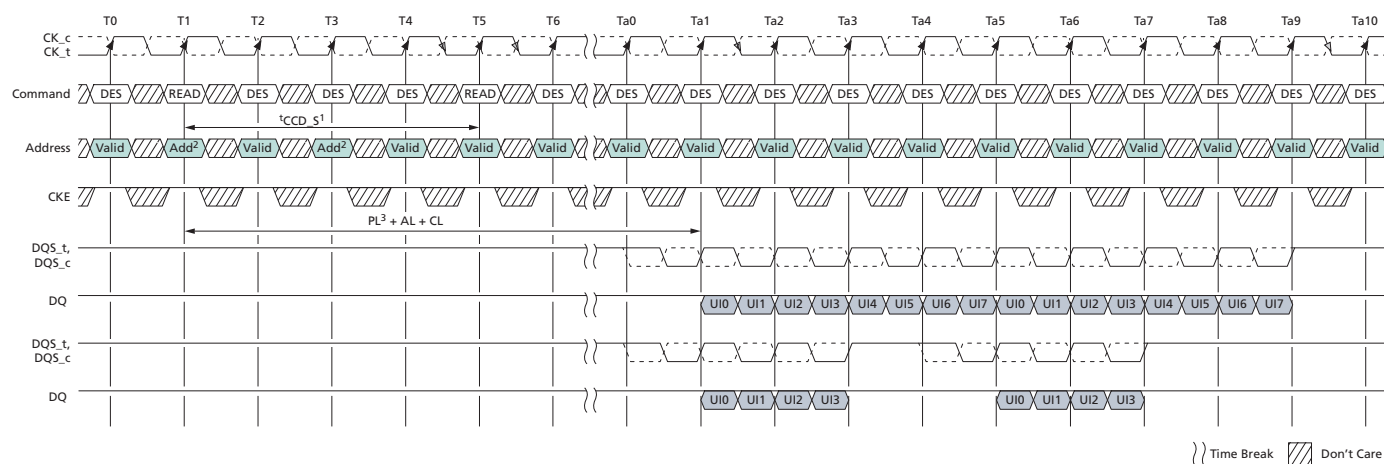 T0 T1 T2 T3 T4 T5 T6 Ta0 Ta1 Ta2 Ta3 Ta4 Ta5 Ta6 Ta7 Ta8 Ta9 Ta10
CK_c
CK_t
Command DES READ DES DES DES READ DES DES DES DES DES DES DES DES DES DES DES DES
tCCD_S1
Address Valid Add2 Valid Add2 Valid Valid Valid Valid Valid Valid Valid Valid Valid Valid Valid Valid Valid Valid
CKE
PL3 + AL + CL
DQS_t,
DQS_c
DQ UI0 UI1 UI2 UI3 UI4 UI5 UI6 UI7 UI0 UI1 UI2 UI3 UI4 UI5 UI6 UI7
DQS_t,
DQS_c
DQ UI0 UI1 UI2 UI3 UI0 UI1 UI2 UI3
Time Break Don't Care